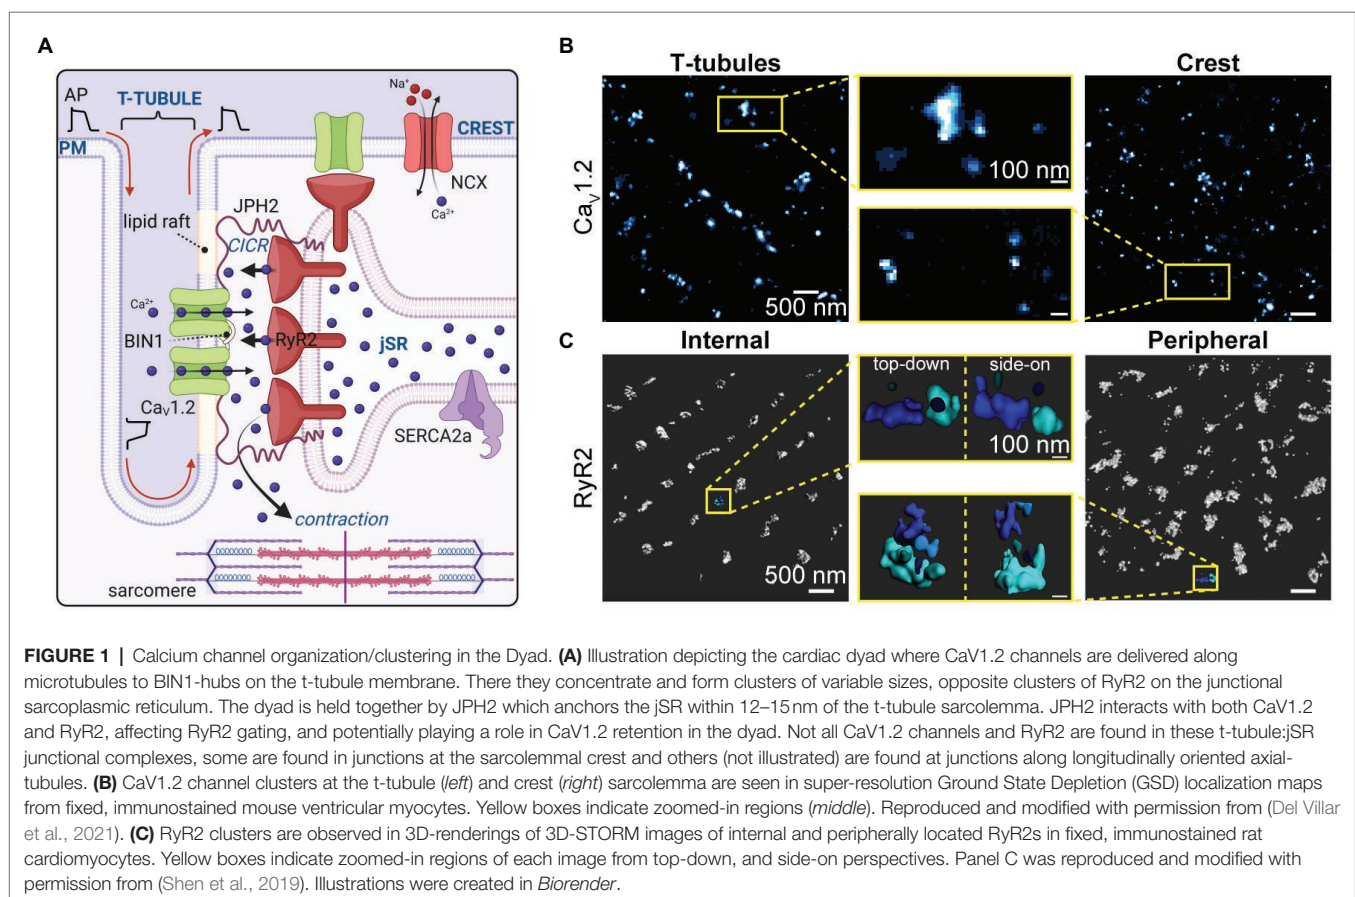 A
AP
T-TUBULE
PM
Na⁺
CREST
NCX
Ca²⁺
lipid raft
JPH2
CICR
Ca²⁺
BIN1
RyR2
jSR
CaV1.2
SERCA2a
contraction
sarcomere
B
T-tubules
Crest
CaV1.2
100 nm
500 nm
C
Internal
Peripheral
RyR2
top-down
side-on
100 nm
500 nm
FIGURE 1 | Calcium channel organization/clustering in the Dyad. (A) Illustration depicting the cardiac dyad where CaV1.2 channels are delivered along
microtubules to BIN1-hubs on the t-tubule membrane. There they concentrate and form clusters of variable sizes, opposite clusters of RyR2 on the junctional
sarcoplasmic reticulum. The dyad is held together by JPH2 which anchors the jSR within 12–15 nm of the t-tubule sarcolemma. JPH2 interacts with both CaV1.2
and RyR2, affecting RyR2 gating, and potentially playing a role in CaV1.2 retention in the dyad. Not all CaV1.2 channels and RyR2 are found in these t-tubule:jSR
junctional complexes, some are found in junctions at the sarcolemmal crest and others (not illustrated) are found at junctions along longitudinally oriented axial-
tubules. (B) CaV1.2 channel clusters at the t-tubule (left) and crest (right) sarcolemma are seen in super-resolution Ground State Depletion (GSD) localization maps
from fixed, immunostained mouse ventricular myocytes. Yellow boxes indicate zoomed-in regions (middle). Reproduced and modified with permission from (Del Villar
et al., 2021). (C) RyR2 clusters are observed in 3D-renderings of 3D-STORM images of internal and peripherally located RyR2s in fixed, immunostained rat
cardiomyocytes. Yellow boxes indicate zoomed-in regions of each image from top-down, and side-on perspectives. Panel C was reproduced and modified with
permission from (Shen et al., 2019). Illustrations were created in Biorender.